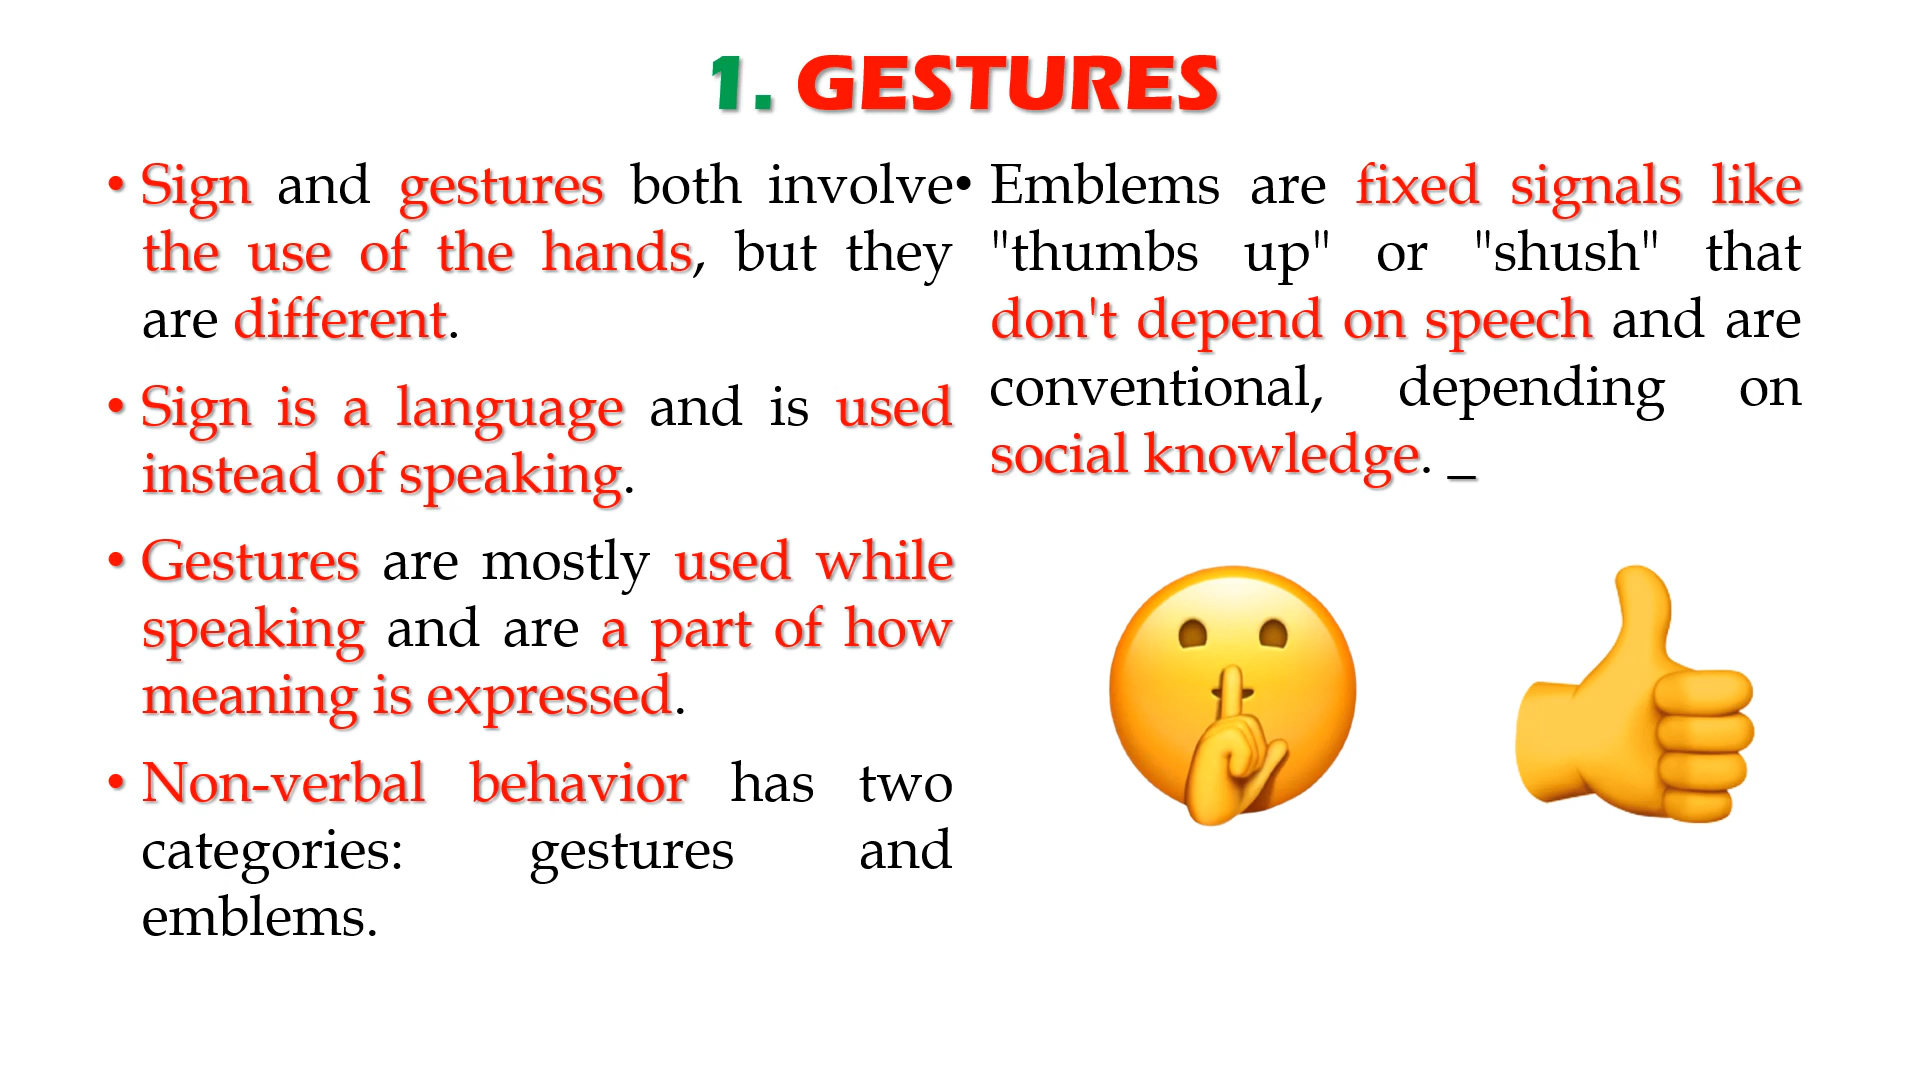 1. GESTURES
• Sign and gestures both involve
the use of the hands, but they
are different.
• Sign is a language and is used
instead of speaking.
• Gestures are mostly used while
speaking and are a part of how
meaning is expressed.
• Non-verbal behavior has two
categories: gestures and
emblems.
• Emblems are fixed signals like
"thumbs up" or "shush" that
don't depend on speech and are
conventional, depending on
social knowledge. _